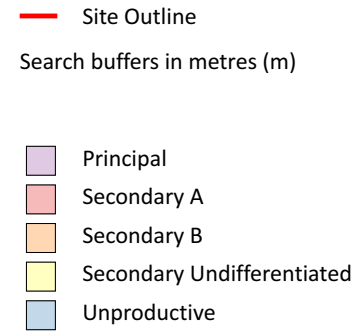 Site Outline
Search buffers in metres (m)
Principal
Secondary A
Secondary B
Secondary Undifferentiated
Unproductive